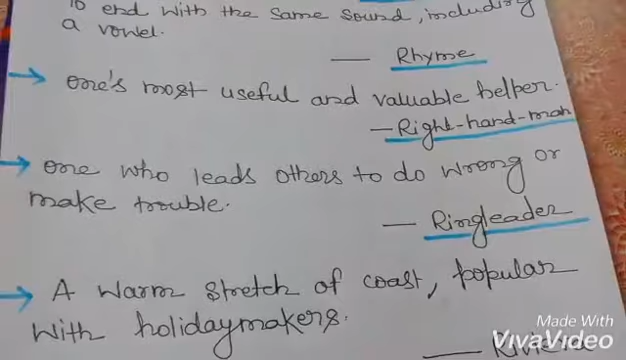 to end with the same sound, including
a vowel.
— Rhyme
→ one's most useful and valuable helper.
— Right-hand-man
→ one who leads others to do wrong or
make trouble.
— Ringleader
→ A warm stretch of coast, popular
with holidaymakers.
Made With
VivaVideo